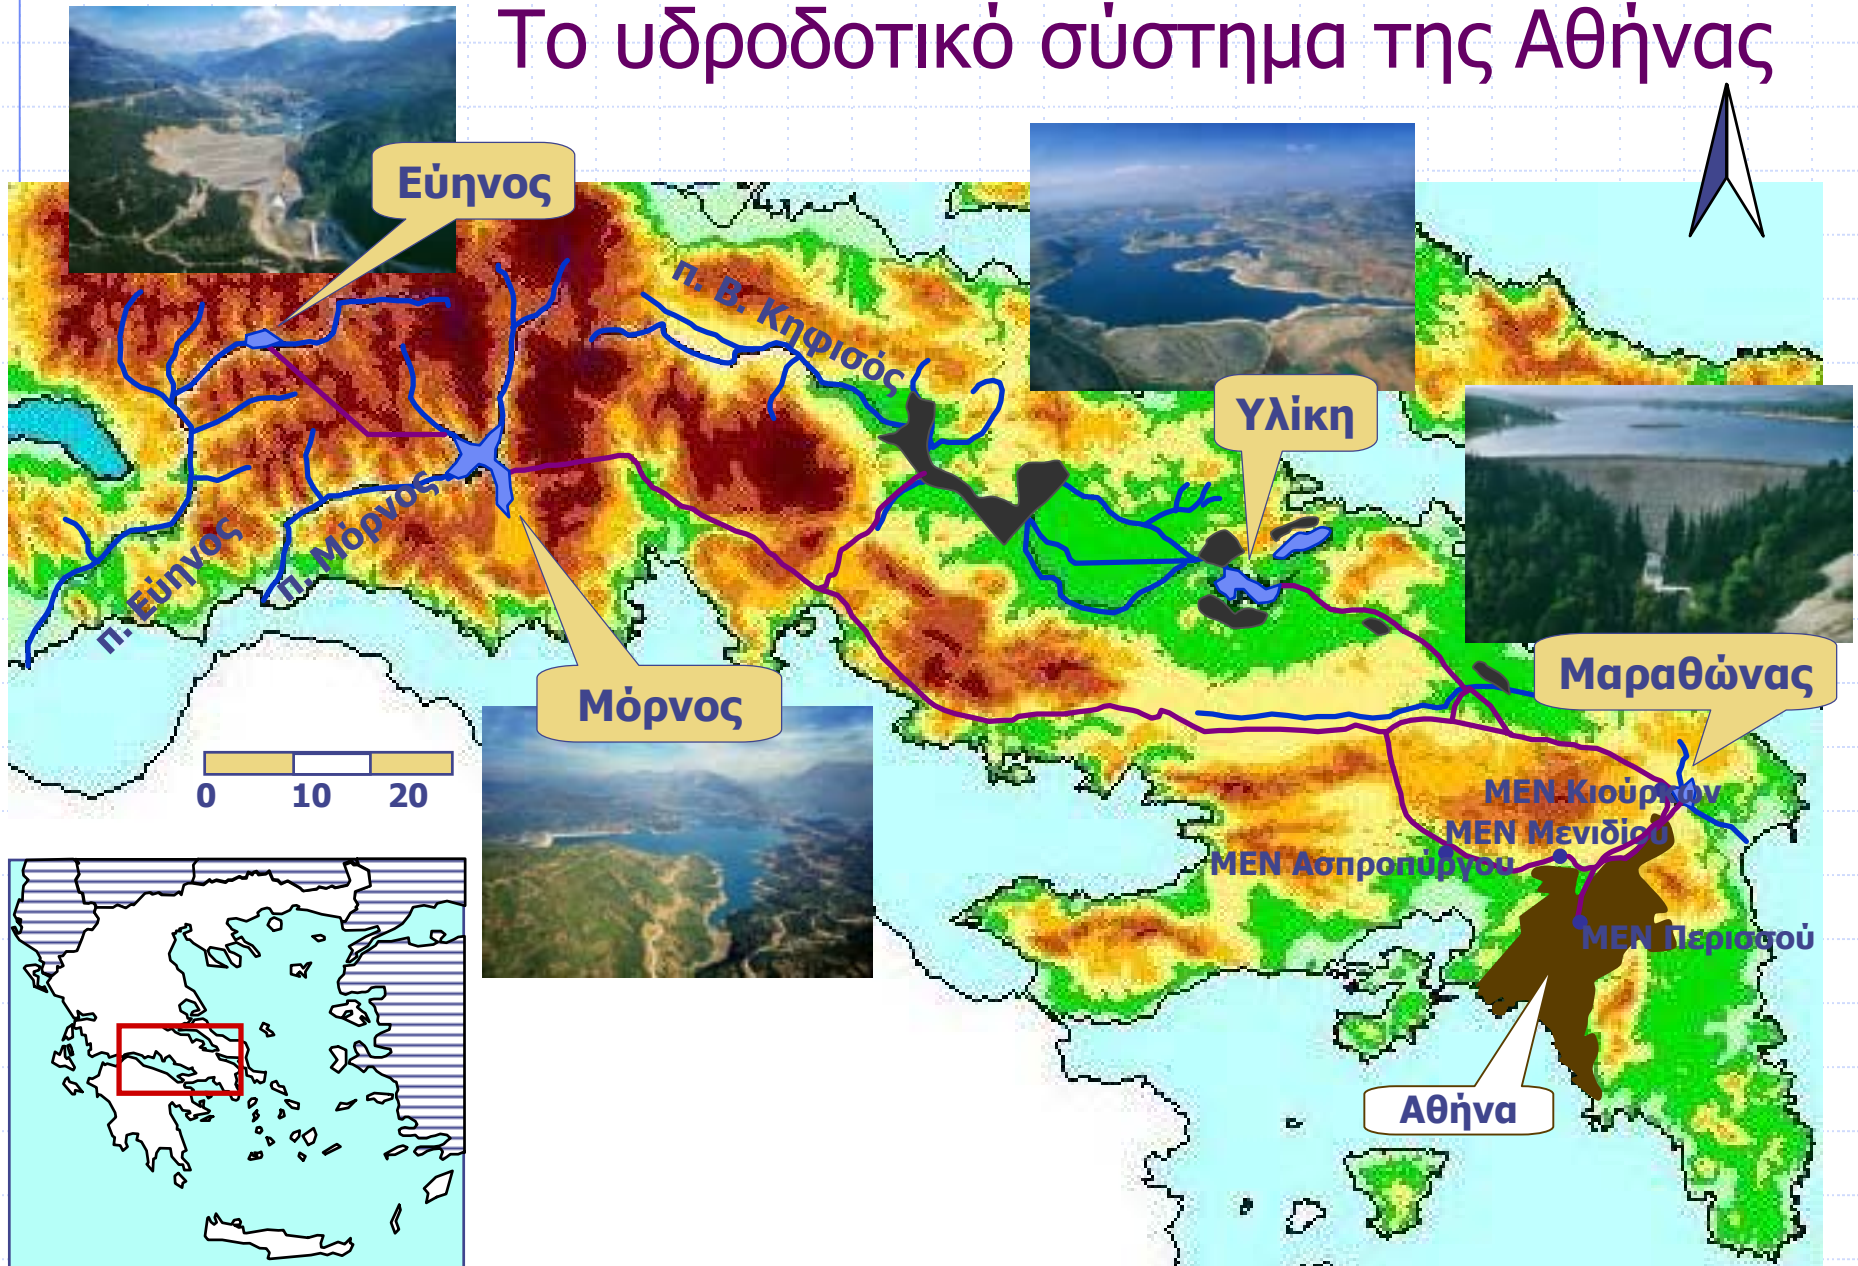 Το υδροδοτικό σύστημα της Αθήνας
Εύηνος
π. Β. Κηφισός
Υλίκη
π. Εύηνος
π. Μόρνος
Μόρνος
Μαραθώνας
0 10 20
ΜΕΝ Κιούρκων
ΜΕΝ Μενιδίου
ΜΕΝ Ασπροπύργου
ΜΕΝ Περισσού
Αθήνα